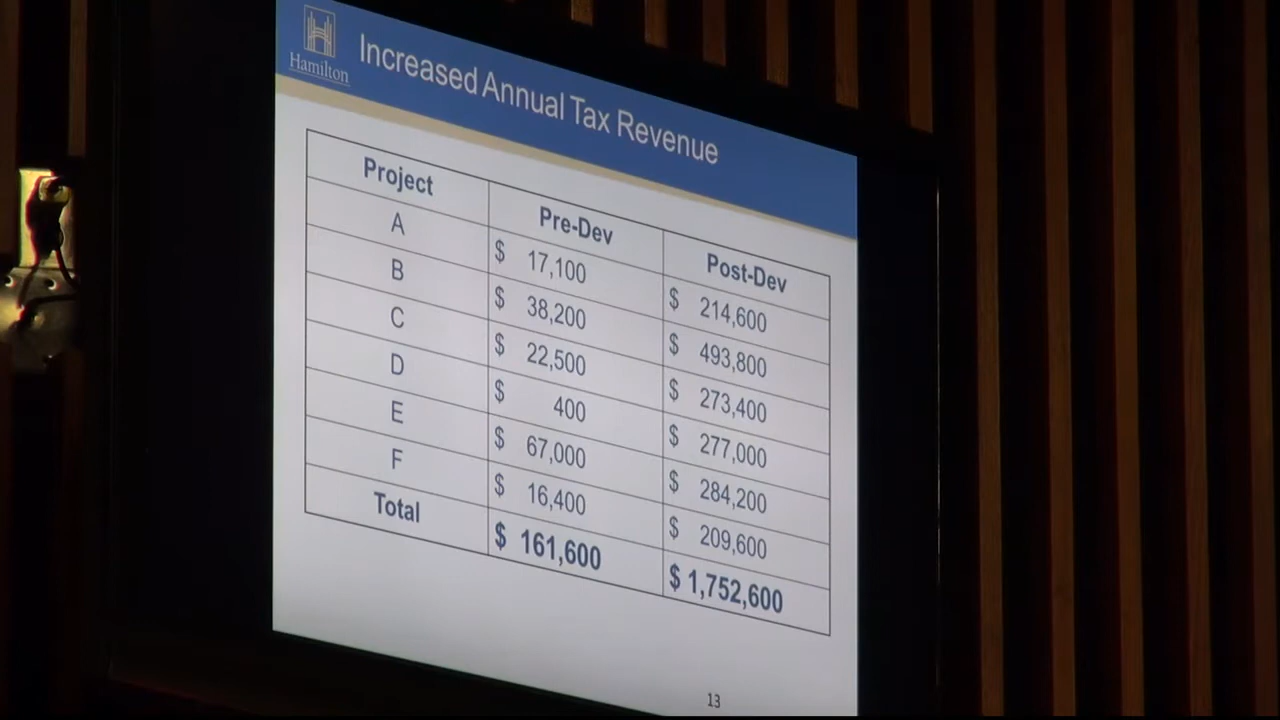 Hamilton
Increased Annual Tax Revenue
Project Pre-Dev Post-Dev
A $ 17,100 $ 214,600
B $ 38,200 $ 493,800
C $ 22,500 $ 273,400
D $ 400 $ 277,000
E $ 67,000 $ 284,200
F $ 16,400 $ 209,600
Total $ 161,600 $ 1,752,600
13